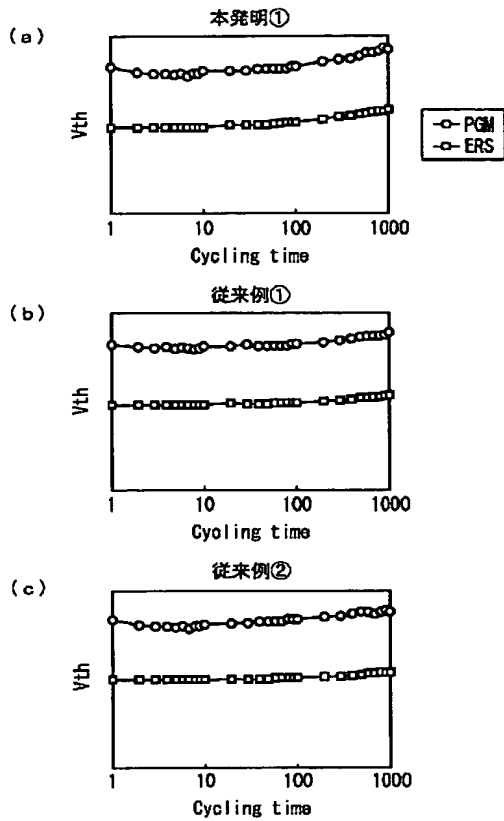 (a)
本発明①
Vth
1 10 100 1000
Cycling time
PGM
ERS
(b)
従来例①
Vth
1 10 100 1000
Cycling time
(c)
従来例②
Vth
1 10 100 1000
Cycling time